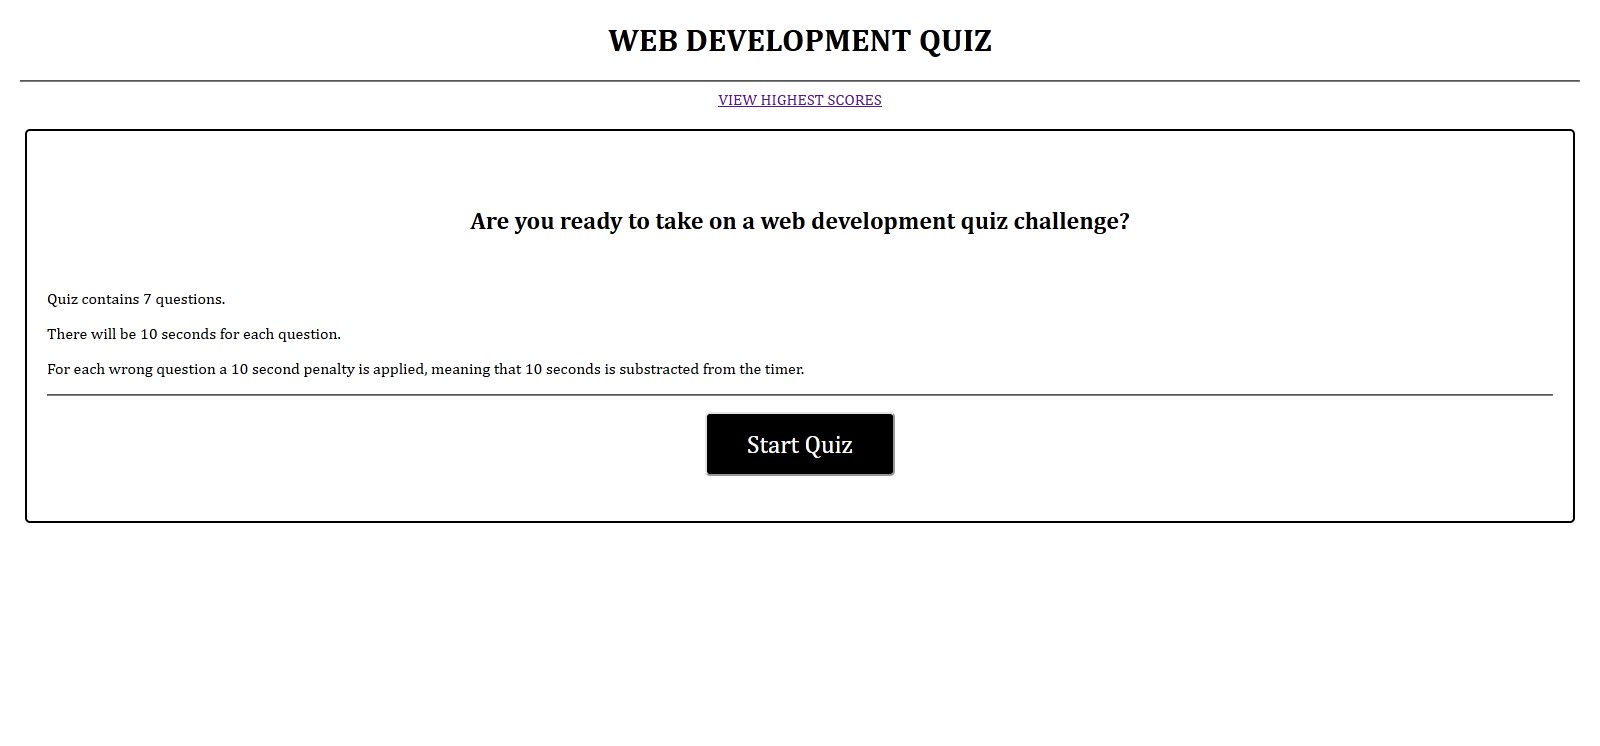 WEB DEVELOPMENT QUIZ
VIEW HIGHEST SCORES
Are you ready to take on a web development quiz challenge?
Quiz contains 7 questions.
There will be 10 seconds for each question.
For each wrong question a 10 second penalty is applied, meaning that 10 seconds is substracted from the timer.
Start Quiz